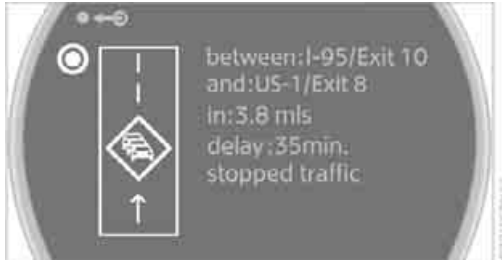 between:I-95/Exit 10
and:US-1/Exit 8
in:3.8 mls
delay:35min.
stopped traffic